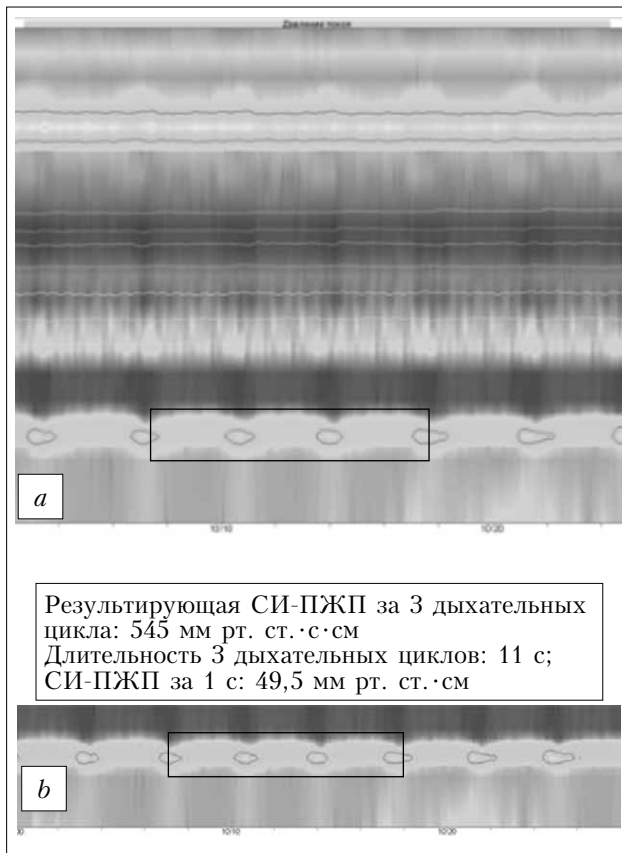 Давление покоя
a
10/10
10/20
Результирующая СИ-ПЖП за 3 дыхательных
цикла: 545 мм рт. ст.·с·см
Длительность 3 дыхательных циклов: 11 с;
СИ-ПЖП за 1 с: 49,5 мм рт. ст.·см
b
10/10
10/20